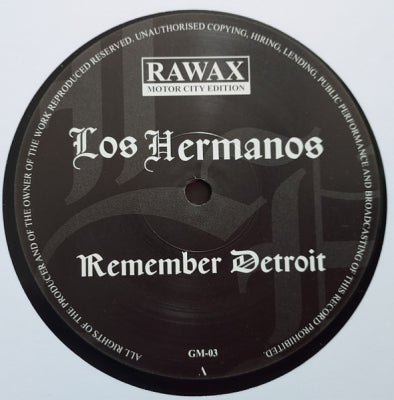 ALL RIGHTS OF THE PRODUCER AND OF THE OWNER OF THE WORK REPRODUCED RESERVED. UNAUTHORISED COPYING, HIRING, LENDING, PUBLIC PERFORMANCE AND BROADCASTING OF THIS RECORD PROHIBITED.
RAWAX
MOTOR CITY EDITION
Los Hermanos
Remember Detroit
GM-03
A